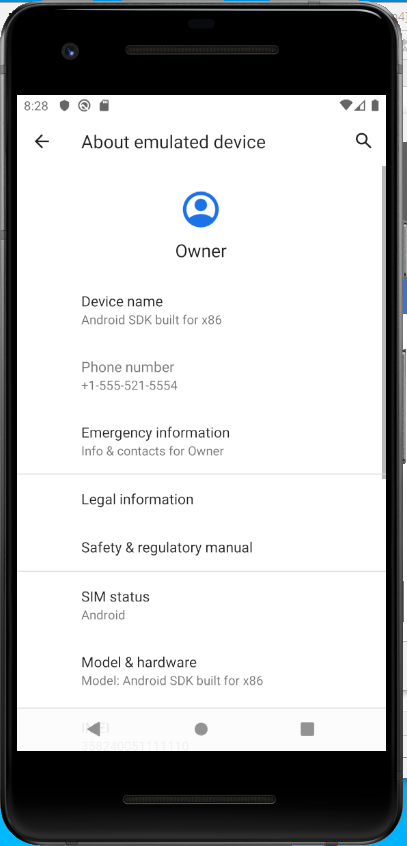 8:28
About emulated device
Owner
Device name
Android SDK built for x86
Phone number
+1-555-521-5554
Emergency information
Info & contacts for Owner
Legal information
Safety & regulatory manual
SIM status
Android
Model & hardware
Model: Android SDK built for x86